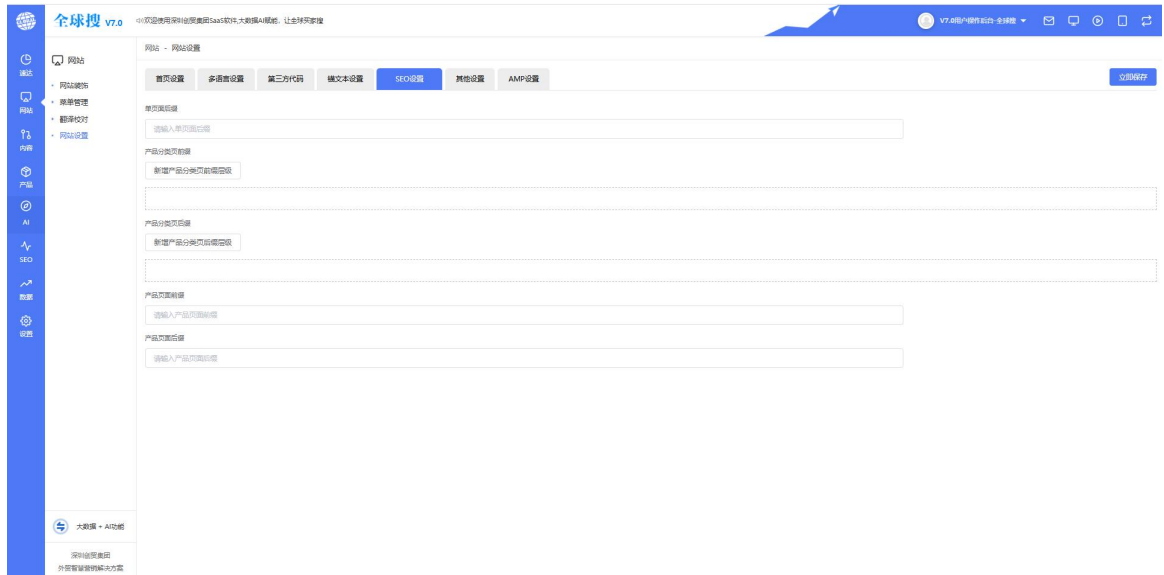 全球搜 V7.0
欢迎使用深圳创贸集团SaaS软件,大数据AI赋能、让全球买家搜
V7.0用户操作后台-全球搜
速达
网站
内容
产品
AI
SEO
数据
设置
网站
网站装饰
菜单管理
翻译校对
网站设置
网站 - 网站设置
首页设置 多语言设置 第三方代码 锚文本设置 SEO设置 其他设置 AMP设置 立即保存
单页面后缀
请输入单页面后缀
产品分类页前缀
新增产品分类页前缀层级
产品分类页后缀
新增产品分类页后缀层级
产品页面前缀
请输入产品页面前缀
产品页面后缀
请输入产品页面后缀
大数据 + AI功能
深圳创贸集团
外贸智慧营销解决方案